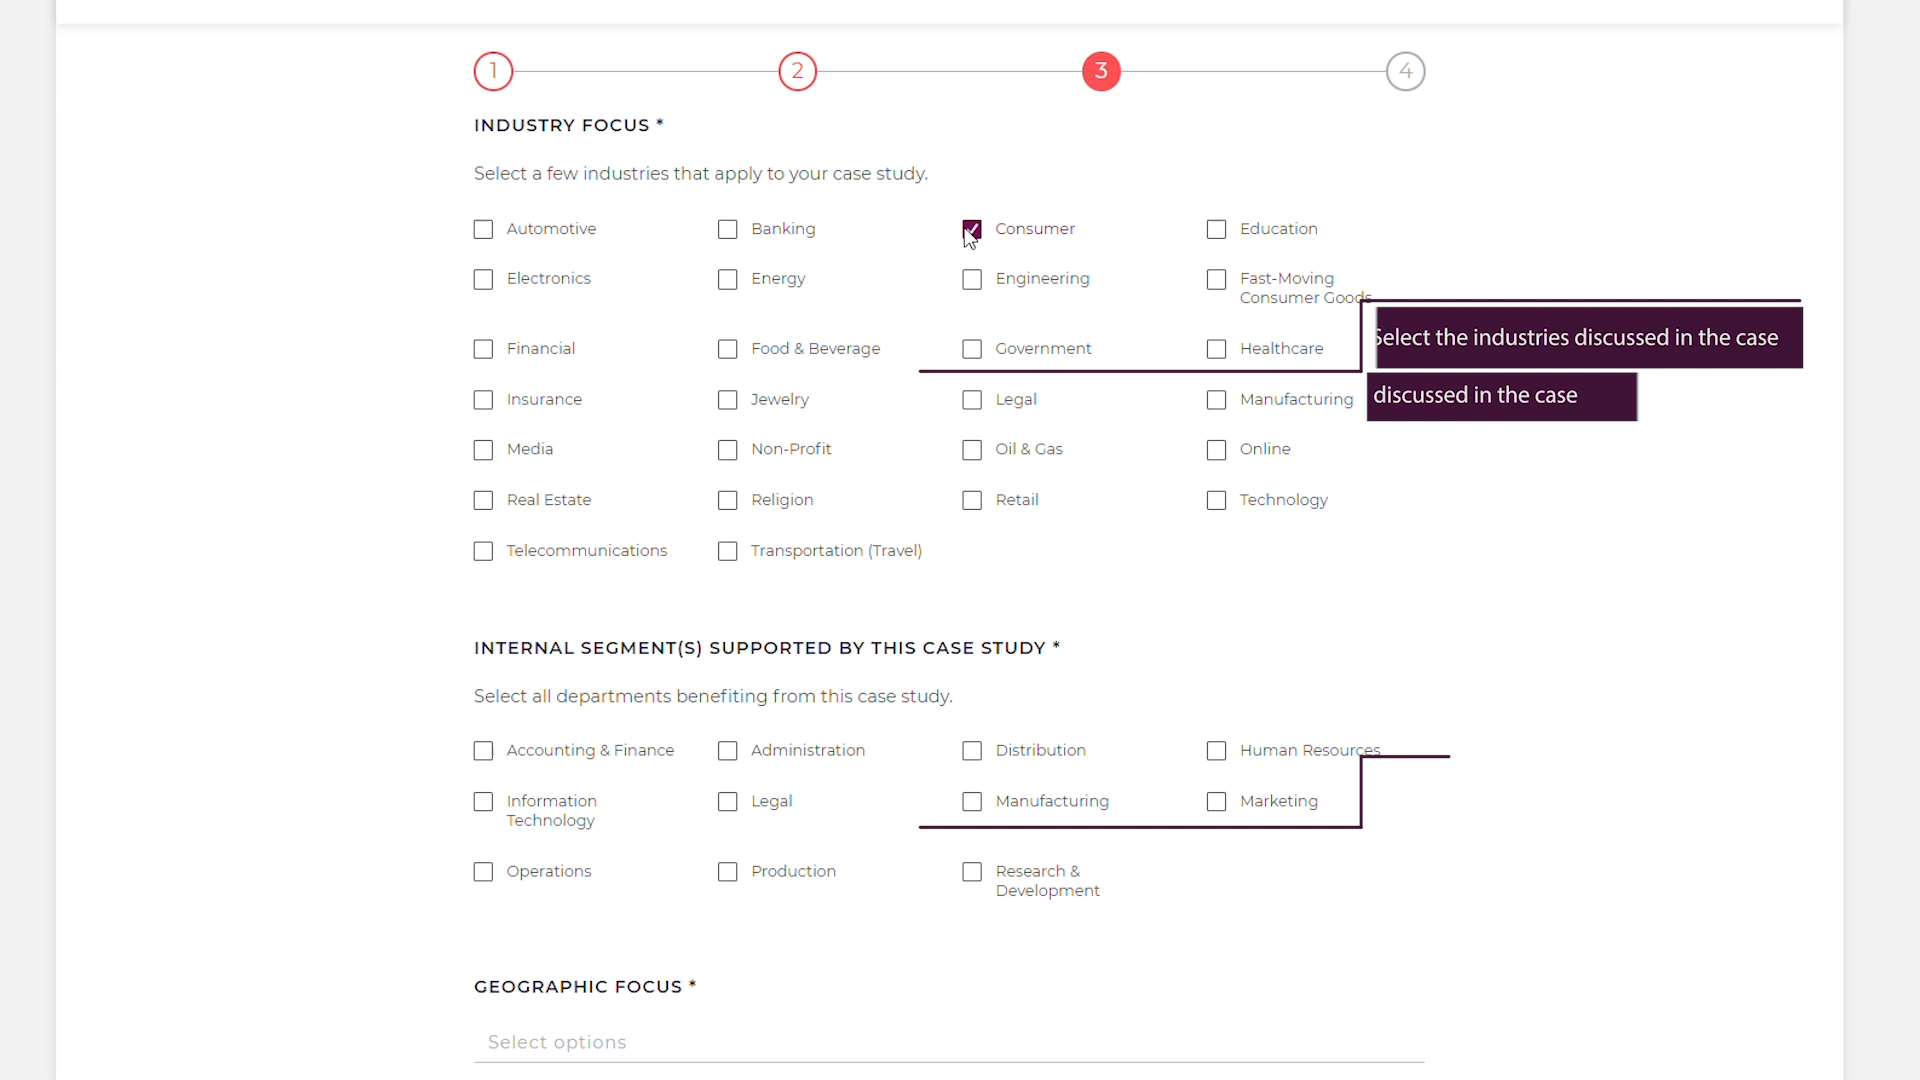 1 2 3 4
INDUSTRY FOCUS *
Select a few industries that apply to your case study.
Automotive Banking Consumer Education
Electronics Energy Engineering Fast-Moving
Consumer Goods
Select the industries discussed in the case
Financial Food & Beverage Government Healthcare
discussed in the case
Insurance Jewelry Legal Manufacturing
Media Non-Profit Oil & Gas Online
Real Estate Religion Retail Technology
Telecommunications Transportation (Travel)
INTERNAL SEGMENT(S) SUPPORTED BY THIS CASE STUDY *
Select all departments benefiting from this case study.
Accounting & Finance Administration Distribution Human Resources
Information
Technology
Legal Manufacturing Marketing
Operations Production Research &
Development
GEOGRAPHIC FOCUS *
Select options